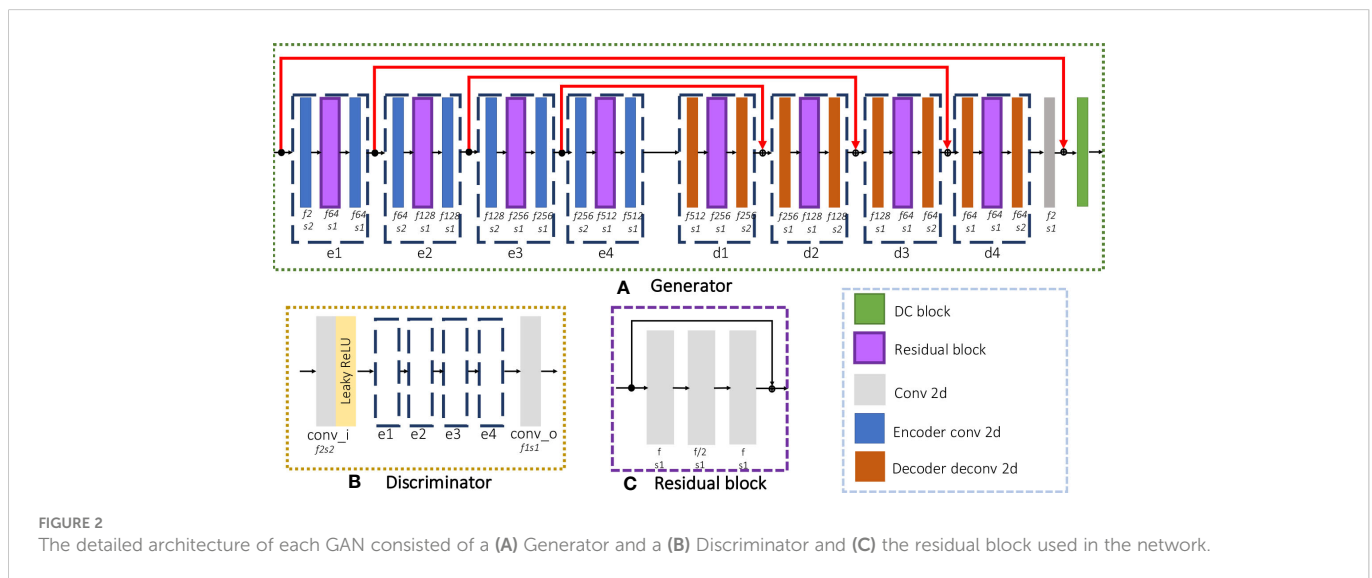 f2 f64 f64 f64 f128 f128 f128 f256 f256 f256 f512 f512 f512 f256 f256 f256 f128 f128 f128 f64 f64 f64 f64 f64 f2
s2 s1 s1 s2 s1 s1 s2 s1 s1 s2 s1 s1 s1 s1 s2 s1 s1 s2 s1 s1 s2 s1 s1 s2 s1
e1 e2 e3 e4 d1 d2 d3 d4
A Generator
Leaky ReLU
conv_i e1 e2 e3 e4 conv_o
f2s2 f1s1
B Discriminator
f f/2 f
s1 s1 s1
C Residual block
DC block
Residual block
Conv 2d
Encoder conv 2d
Decoder deconv 2d
FIGURE 2
The detailed architecture of each GAN consisted of a (A) Generator and a (B) Discriminator and (C) the residual block used in the network.